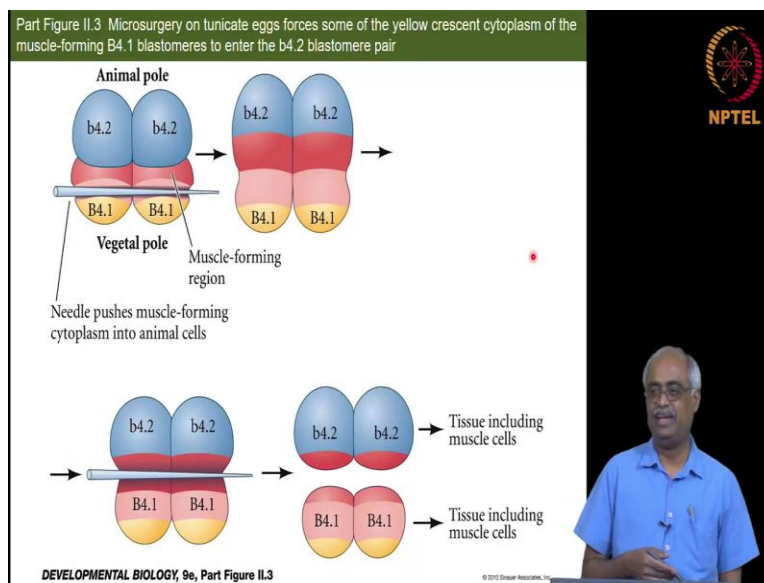 Part Figure II.3 Microsurgery on tunicate eggs forces some of the yellow crescent cytoplasm of the
muscle-forming B4.1 blastomeres to enter the b4.2 blastomere pair
NPTEL
Animal pole
b4.2 b4.2
b4.2 b4.2
B4.1 B4.1
B4.1 B4.1
Vegetal pole
Muscle-forming
region
Needle pushes muscle-forming
cytoplasm into animal cells
b4.2 b4.2
b4.2 b4.2
Tissue including
muscle cells
B4.1 B4.1
B4.1 B4.1
Tissue including
muscle cells
DEVELOPMENTAL BIOLOGY, 9e, Part Figure II.3
© 2010 Sinauer Associates, Inc.